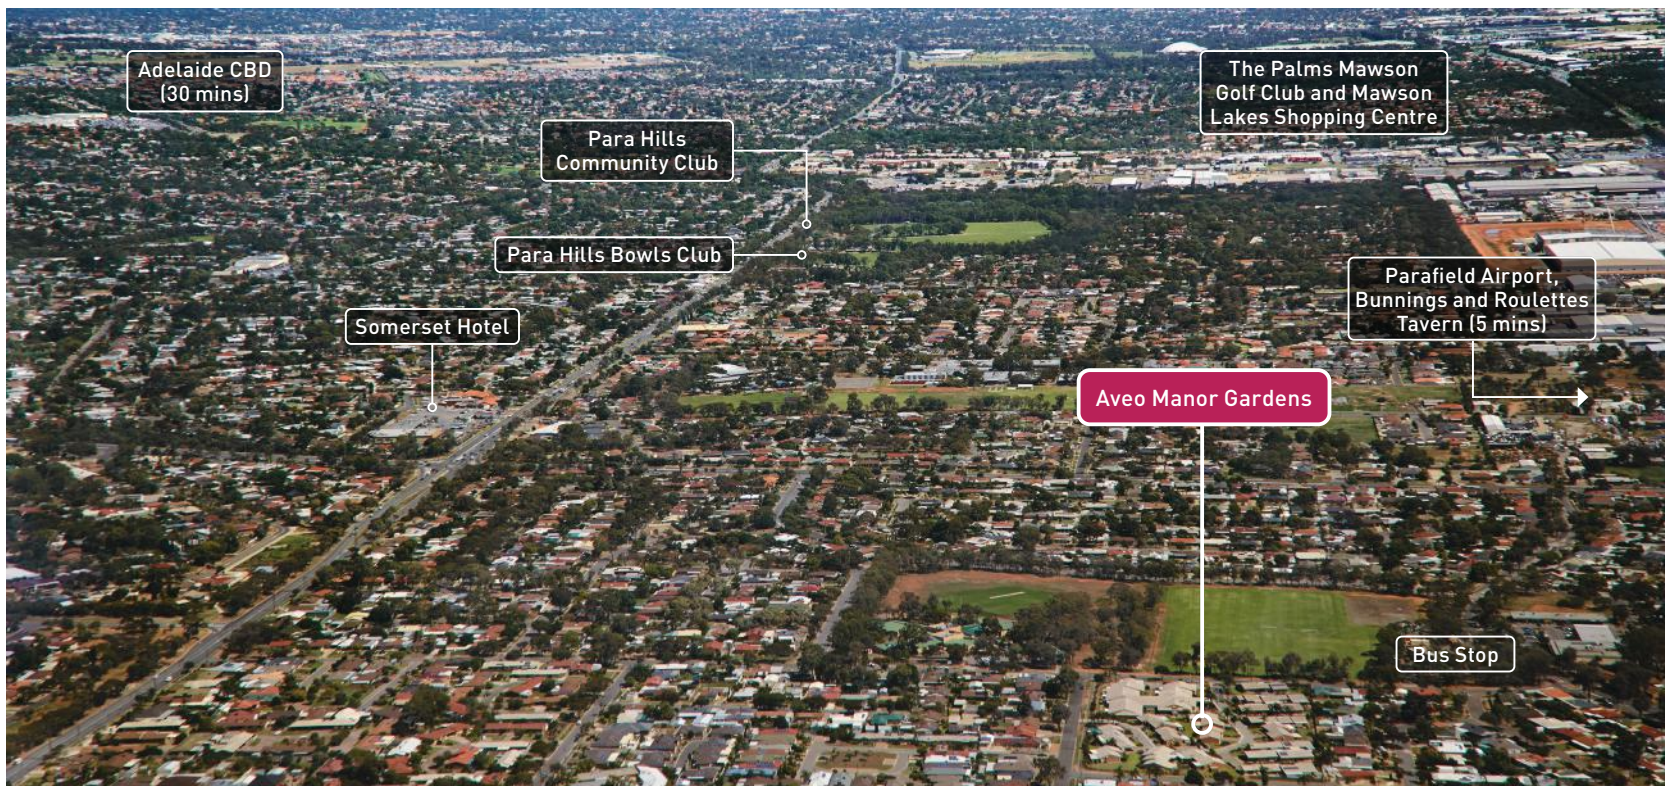 Adelaide CBD
(30 mins)
The Palms Mawson
Golf Club and Mawson
Lakes Shopping Centre
Para Hills
Community Club
Para Hills Bowls Club
Parafield Airport,
Bunnings and Roulettes
Tavern (5 mins)
Somerset Hotel
Aveo Manor Gardens
Bus Stop